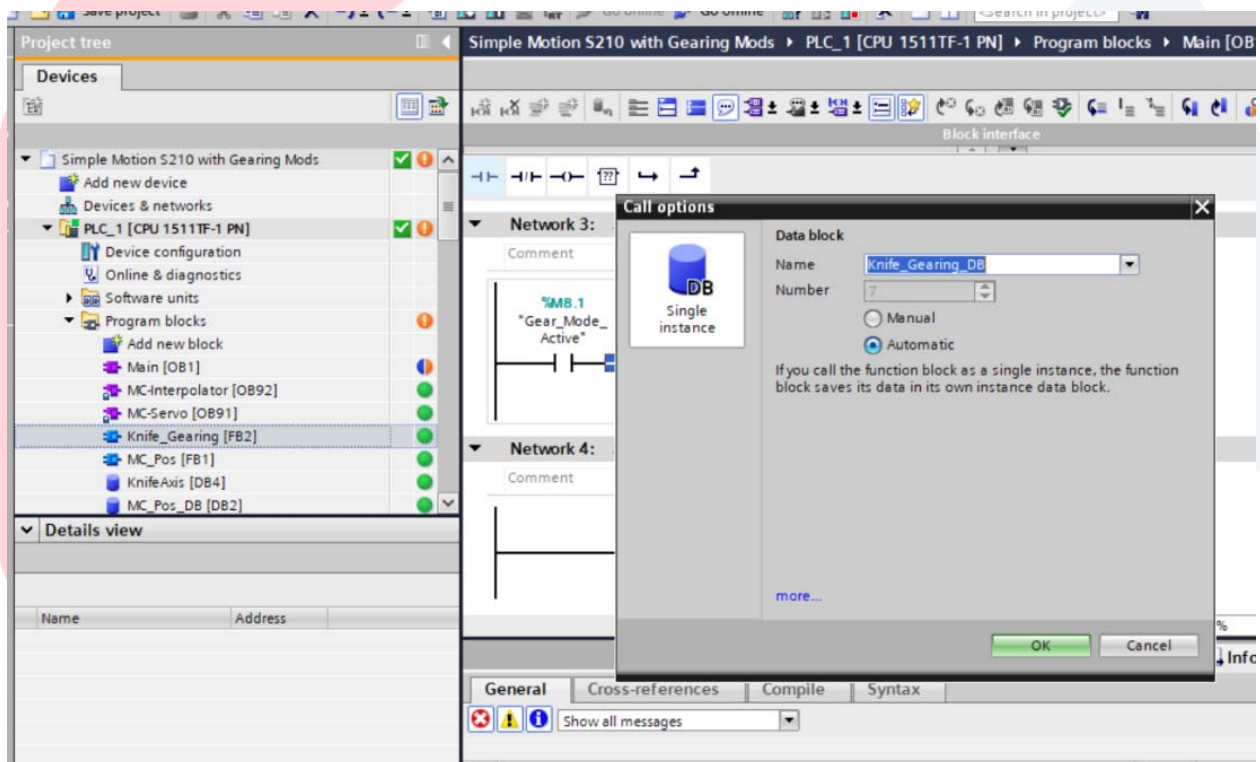 Save project
Go online
Go offline
<Search in project>
Project tree
Simple Motion S210 with Gearing Mods ▸ PLC_1 [CPU 1511TF-1 PN] ▸ Program blocks ▸ Main [OB
Devices
Block interface
Simple Motion S210 with Gearing Mods
Add new device
Devices & networks
PLC_1 [CPU 1511TF-1 PN]
Device configuration
Online & diagnostics
Software units
Program blocks
Add new block
Main [OB1]
MC-Interpolator [OB92]
MC-Servo [OB91]
Knife_Gearing [FB2]
MC_Pos [FB1]
KnifeAxis [DB4]
MC_Pos_DB [DB2]
Details view
Name Address
Network 3:
Comment
%M8.1
"Gear_Mode_
Active"
Network 4:
Comment
Call options
DB
Single
instance
Data block
Name Knife_Gearing_DB
Number 7
Manual
Automatic
If you call the function block as a single instance, the function
block saves its data in its own instance data block.
more...
OK Cancel
%
Info
General Cross-references Compile Syntax
Show all messages